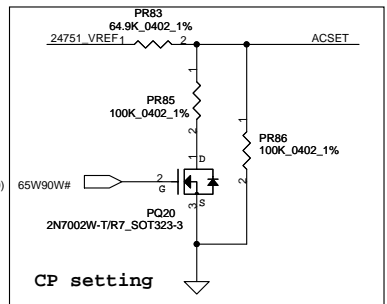 PR83
64.9K_0402_1%
24751_VREF 1 2 ACSET
1
PR85
100K_0402_1%
2
1
PR86
100K_0402_1%
2
1
D
65W90W# 2
G
S
3
PQ20
2N7002W-T/R7_SOT323-3
CP setting